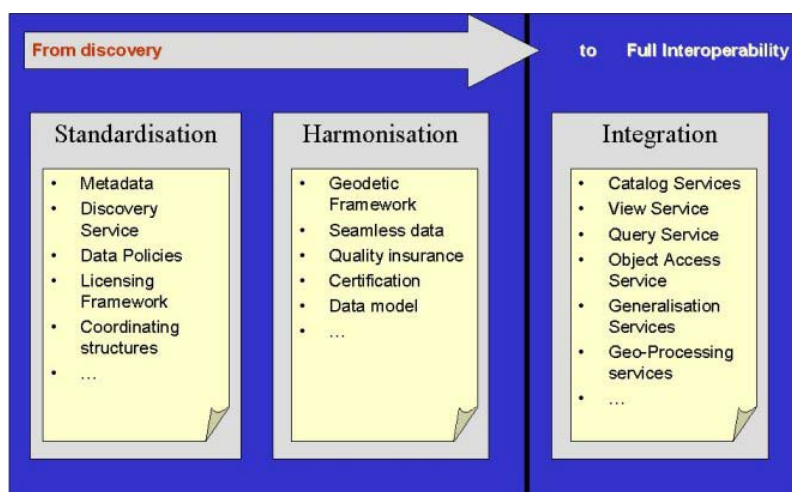 From discovery
to Full Interoperability
Standardisation
• Metadata
• Discovery
Service
• Data Policies
• Licensing
Framework
• Coordinating
structures
• …
Harmonisation
• Geodetic
Framework
• Seamless data
• Quality insurance
• Certification
• Data model
• …
Integration
• Catalog Services
• View Service
• Query Service
• Object Access
Service
• Generalisation
Services
• Geo-Processing
services
• …